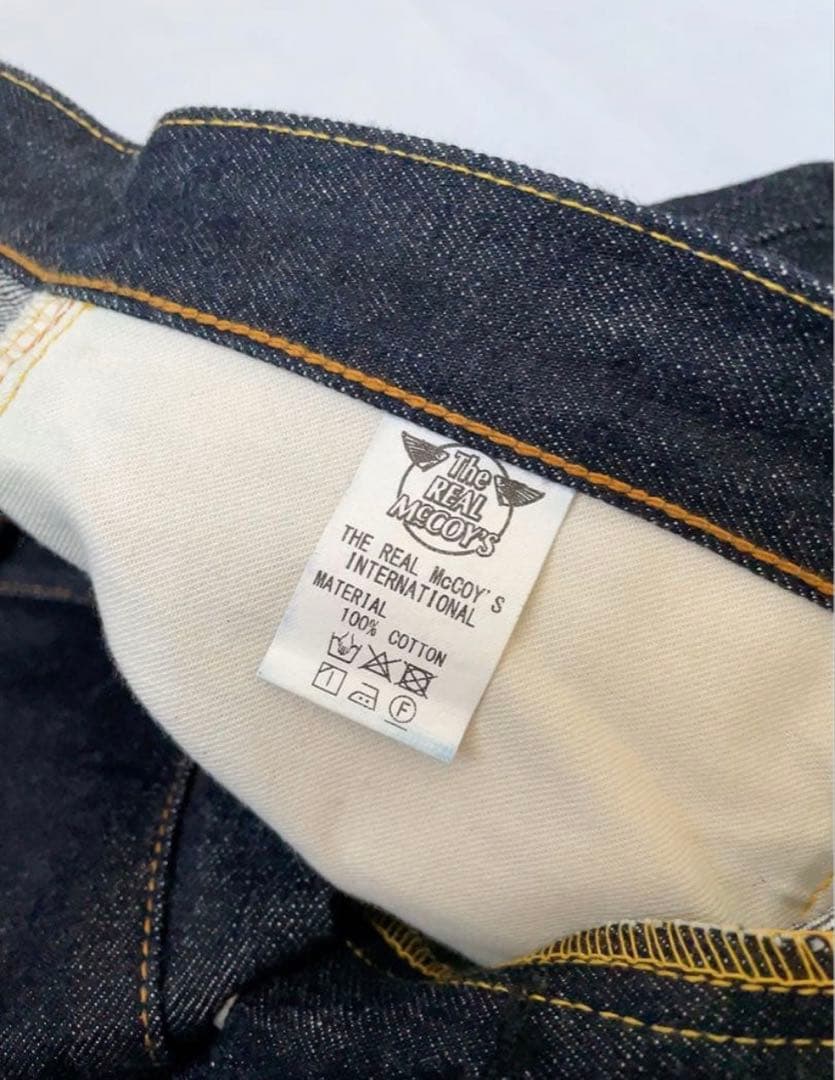 The
REAL
McCOY'S
THE REAL McCOY'S
INTERNATIONAL
MATERIAL
100% COTTON
F